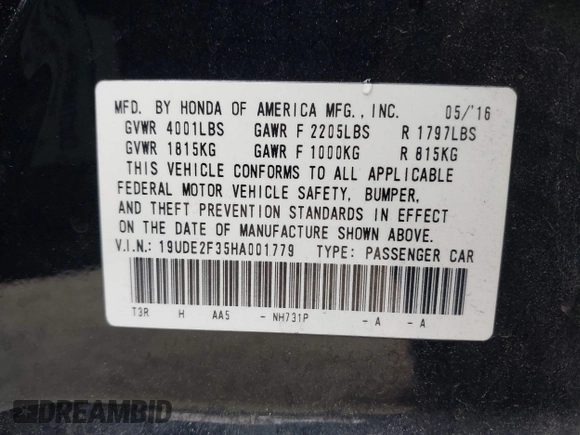 MFD. BY HONDA OF AMERICA MFG., INC. 05/'16
GVWR 4001LBS GAWR F 2205LBS R 1797LBS
GVWR 1815KG GAWR F 1000KG R 815KG
THIS VEHICLE CONFORMS TO ALL APPLICABLE
FEDERAL MOTOR VEHICLE SAFETY, BUMPER,
AND THEFT PREVENTION STANDARDS IN EFFECT
ON THE DATE OF MANUFACTURE SHOWN ABOVE.
V.I.N.: 19UDE2F35HA001779 TYPE: PASSENGER CAR
T3R H AA5 - NH731P - A - A
DREAMBID